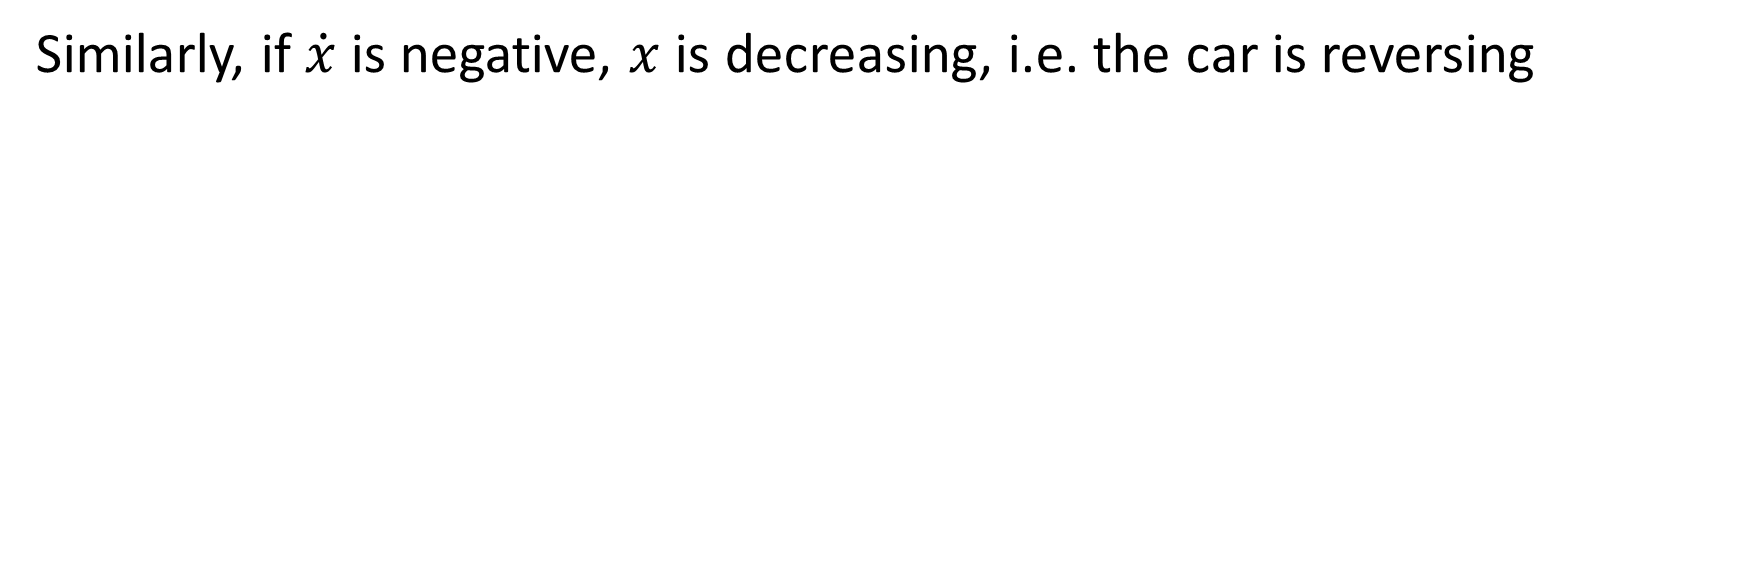 Similarly, if ẋ is negative, x is decreasing, i.e. the car is reversing